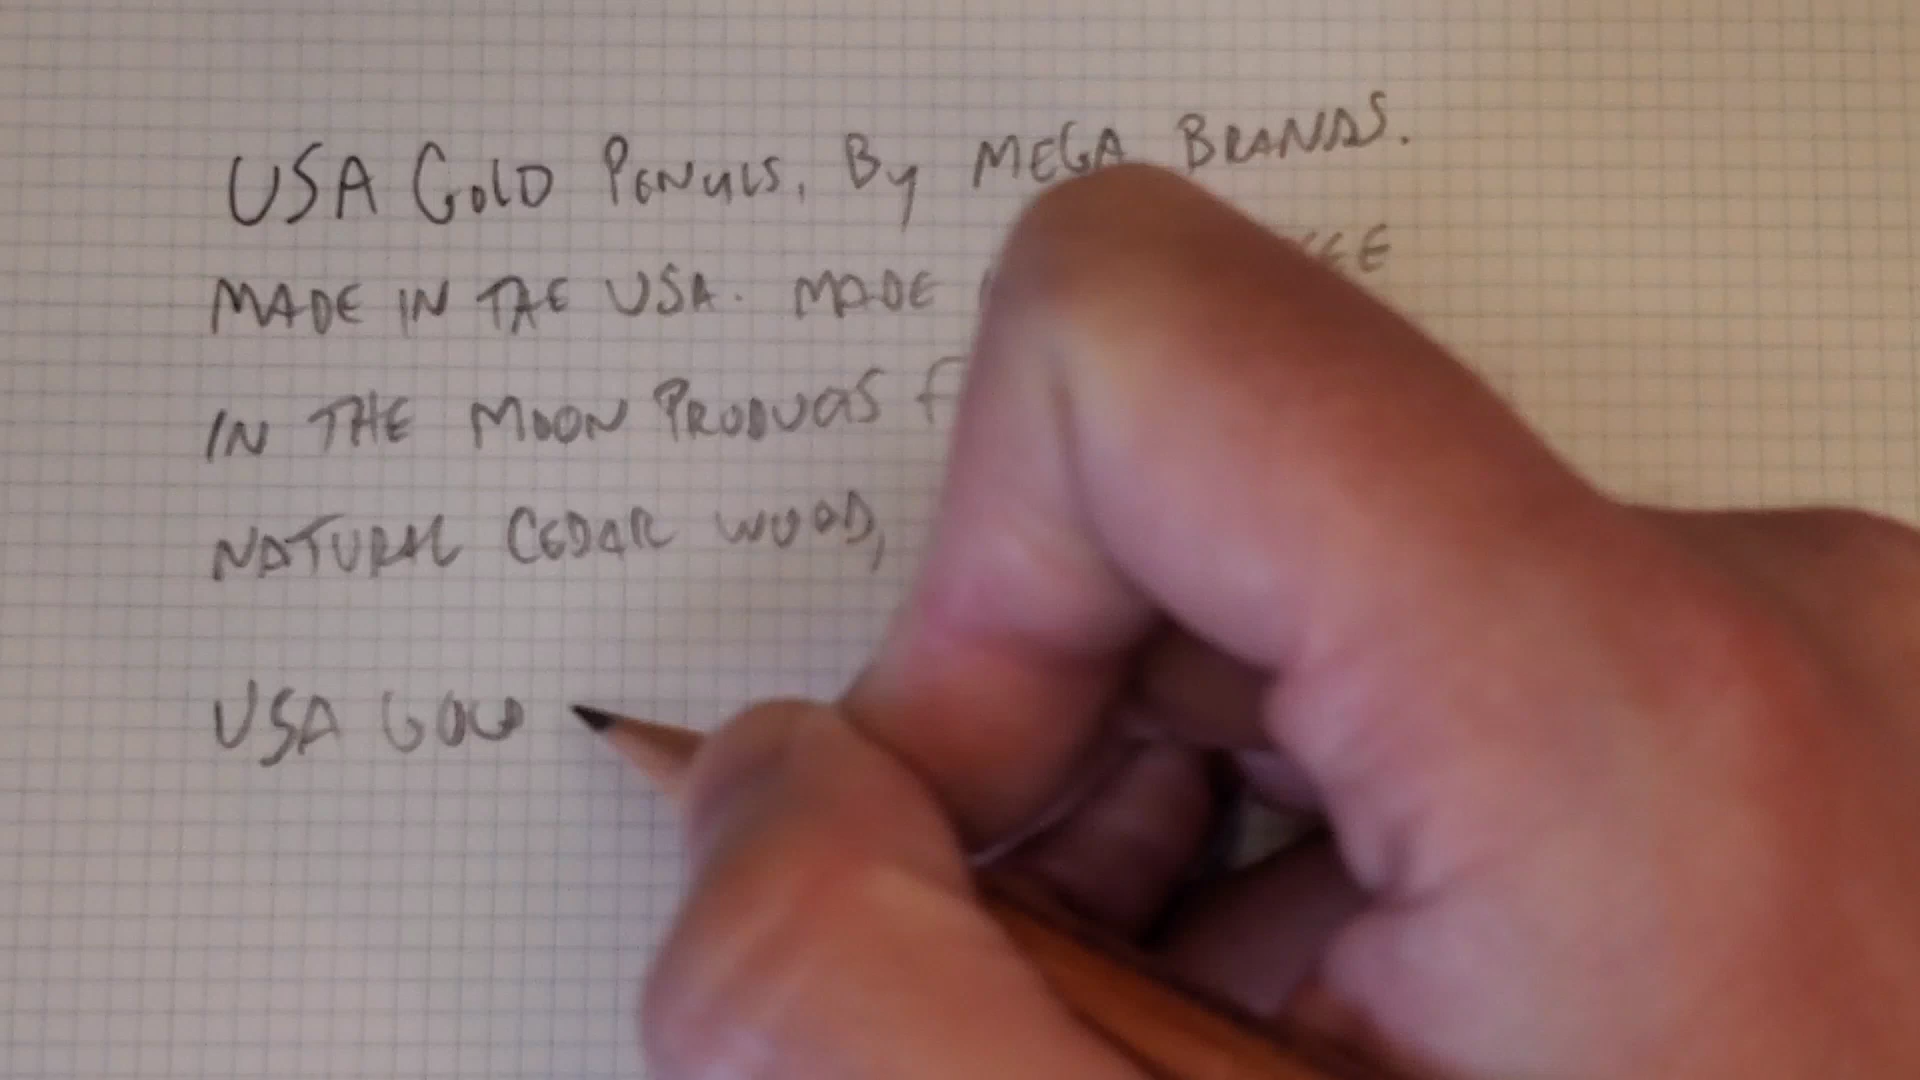 USA GOLD PENCILS, BY MEGA BRANDS.
MADE IN THE USA. MADE
IN THE MOON PRODUCTS
NATURAL CEDAR WOOD,
USA GOLD